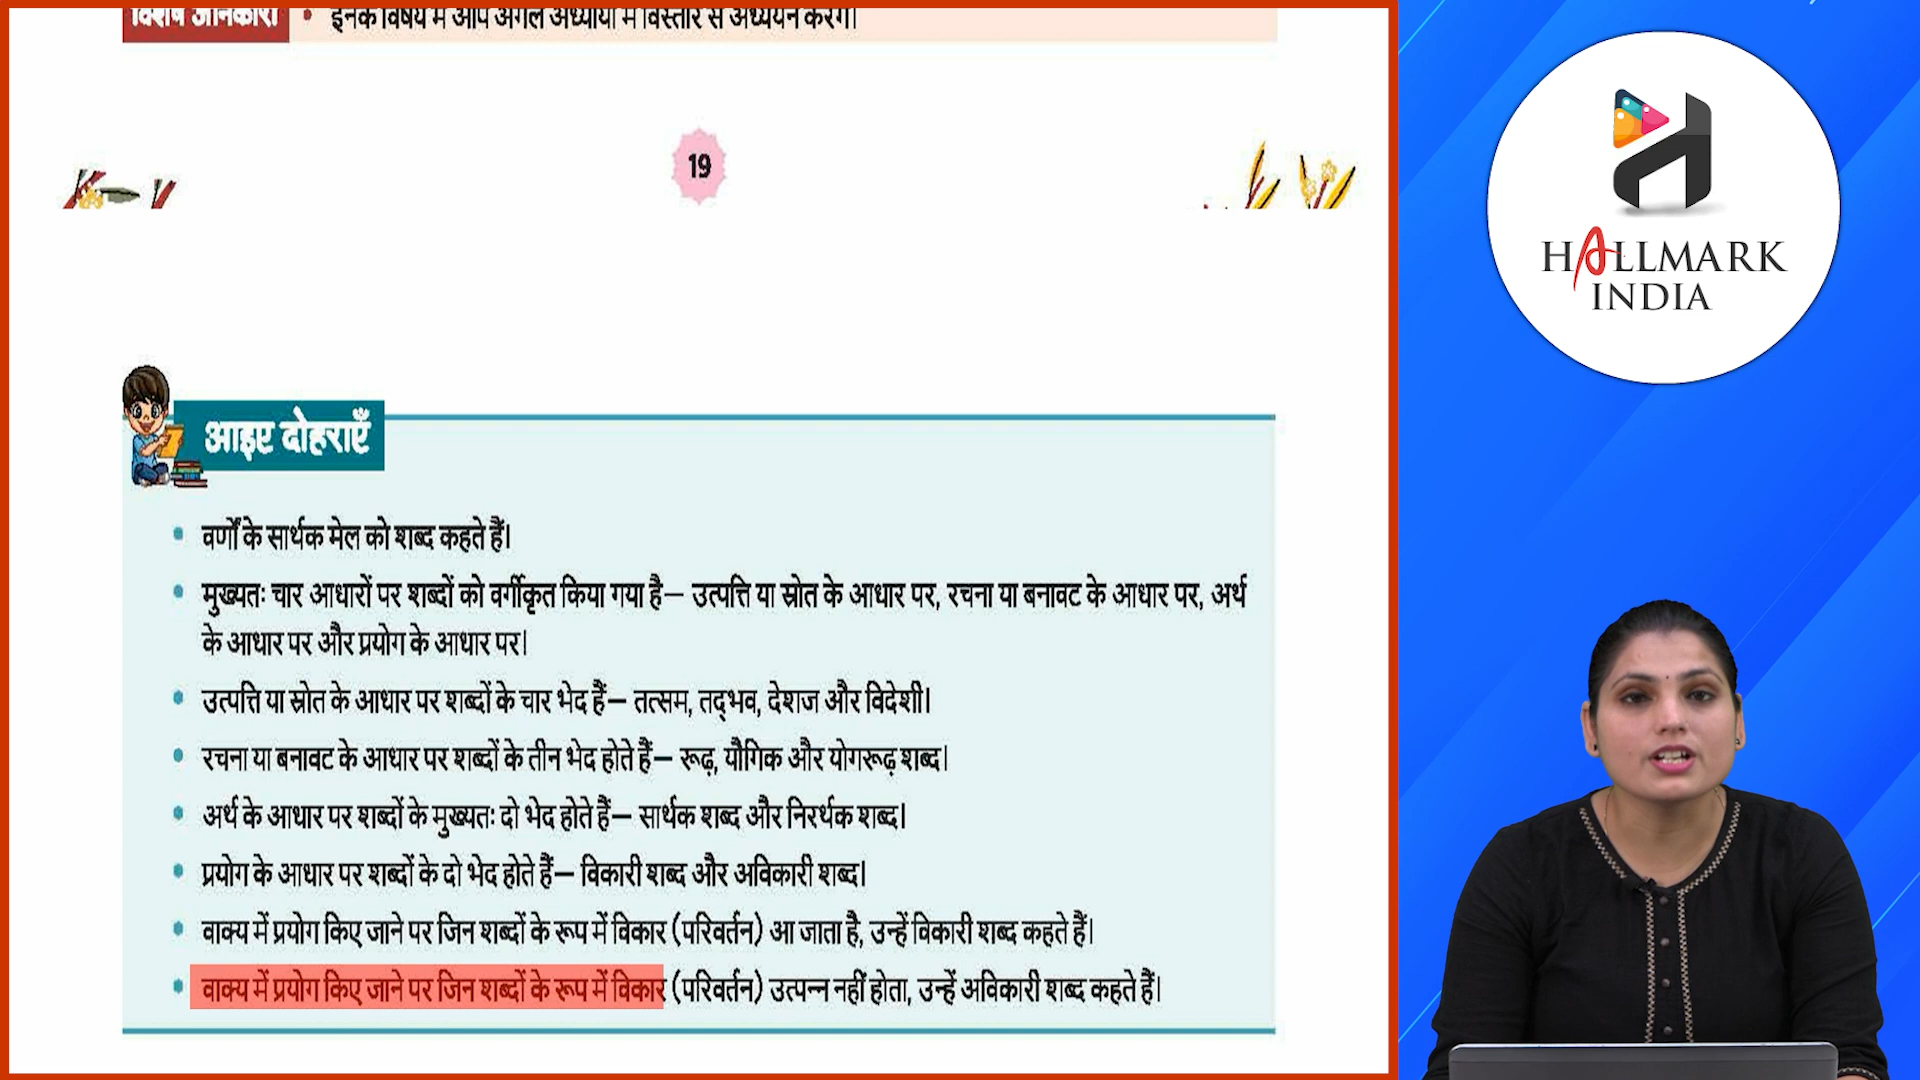 विशेष जानकारी • इनके विषय में आप अगले अध्यायों में विस्तार से अध्ययन करेंगे।
19
HALLMARK
INDIA
आइए दोहराएँ
• वर्णों के सार्थक मेल को शब्द कहते हैं।
• मुख्यतः चार आधारों पर शब्दों को वर्गीकृत किया गया है— उत्पत्ति या स्रोत के आधार पर, रचना या बनावट के आधार पर, अर्थ
के आधार पर और प्रयोग के आधार पर।
• उत्पत्ति या स्रोत के आधार पर शब्दों के चार भेद हैं— तत्सम, तद्भव, देशज और विदेशी।
• रचना या बनावट के आधार पर शब्दों के तीन भेद होते हैं— रूढ़, यौगिक और योगरूढ़ शब्द।
• अर्थ के आधार पर शब्दों के मुख्यतः दो भेद होते हैं— सार्थक शब्द और निरर्थक शब्द।
• प्रयोग के आधार पर शब्दों के दो भेद होते हैं— विकारी शब्द और अविकारी शब्द।
• वाक्य में प्रयोग किए जाने पर जिन शब्दों के रूप में विकार (परिवर्तन) आ जाता है, उन्हें विकारी शब्द कहते हैं।
• वाक्य में प्रयोग किए जाने पर जिन शब्दों के रूप में विकार (परिवर्तन) उत्पन्न नहीं होता, उन्हें अविकारी शब्द कहते हैं।